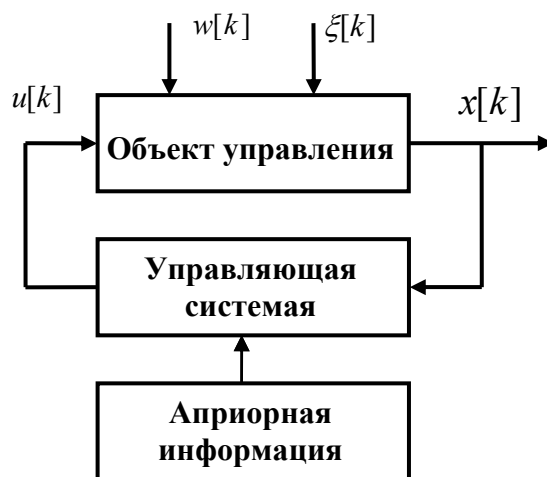 w[k]
ξ[k]
u[k]
x[k]
Объект управления
Управляющая
системая
Априорная
информация